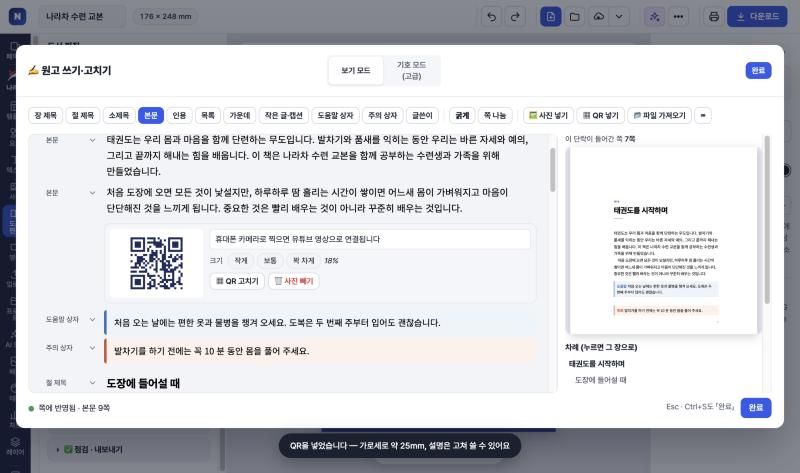 N 나라차 수련 교본 176 × 248 mm 다운로드
✍️ 원고 쓰기·고치기
보기 모드
기호 모드
(고급)
완료
장 제목 절 제목 소제목 본문 인용 목록 가운데 작은 글·캡션 도움말 상자 주의 상자 글쓴이 굵게 쪽 나눔 사진 넣기 QR 넣기 파일 가져오기
본문
태권도는 우리 몸과 마음을 함께 단련하는 무도입니다. 발차기와 품새를 익히는 동안 우리는 바른 자세와 예의,
그리고 끝까지 해내는 힘을 배웁니다. 이 책은 나라차 수련 교본을 함께 공부하는 수련생과 가족을 위해
만들었습니다.
본문
처음 도장에 오면 모든 것이 낯설지만, 하루하루 땀 흘리는 시간이 쌓이면 어느새 몸이 가벼워지고 마음이
단단해진 것을 느끼게 됩니다. 중요한 것은 빨리 배우는 것이 아니라 꾸준히 배우는 것입니다.
휴대폰 카메라로 찍으면 유튜브 영상으로 연결됩니다
크기 작게 보통 꽉 차게 18%
QR 고치기 사진 빼기
도움말 상자
처음 오는 날에는 편한 옷과 물병을 챙겨 오세요. 도복은 두 번째 주부터 입어도 괜찮습니다.
주의 상자
발차기를 하기 전에는 꼭 10 분 동안 몸을 풀어 주세요.
절 제목
도장에 들어설 때
이 단락이 들어간 쪽 7쪽
태권도를 시작하며
차례 (누르면 그 장으로)
태권도를 시작하며
도장에 들어설 때
쪽에 반영됨 · 본문 9쪽
Esc · Ctrl+S도 「완료」
완료
점검 · 내보내기
QR을 넣었습니다 — 가로세로 약 25mm, 설명은 고쳐 쓸 수 있어요
레이어